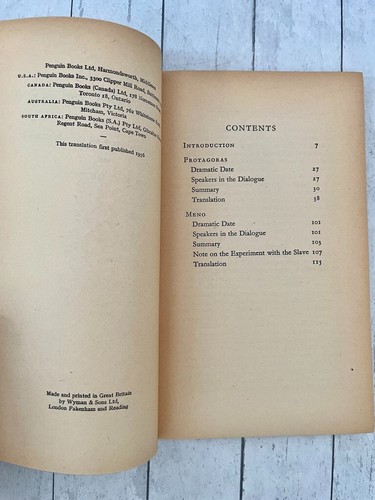 Penguin Books Ltd, Harmondsworth, Middlesex
U.S.A.: Penguin Books Inc., 3300 Clipper Mill Road,
CANADA: Penguin Books (Canada) Ltd, 178
Toronto 18, Ontario
AUSTRALIA: Penguin Books Pty Ltd, 762 Whitehorse Road,
Mitcham, Victoria
SOUTH AFRICA: Penguin Books (S.A.) Pty Ltd, Gibraltar
Regent Road, Sea Point, Cape Town
—
This translation first published 1956
Made and printed in Great Britain
by Wyman & Sons Ltd,
London Fakenham and Reading
CONTENTS
INTRODUCTION 7
PROTAGORAS
Dramatic Date 27
Speakers in the Dialogue 27
Summary 30
Translation 38
MENO
Dramatic Date 101
Speakers in the Dialogue 101
Summary 103
Note on the Experiment with the Slave 107
Translation 113